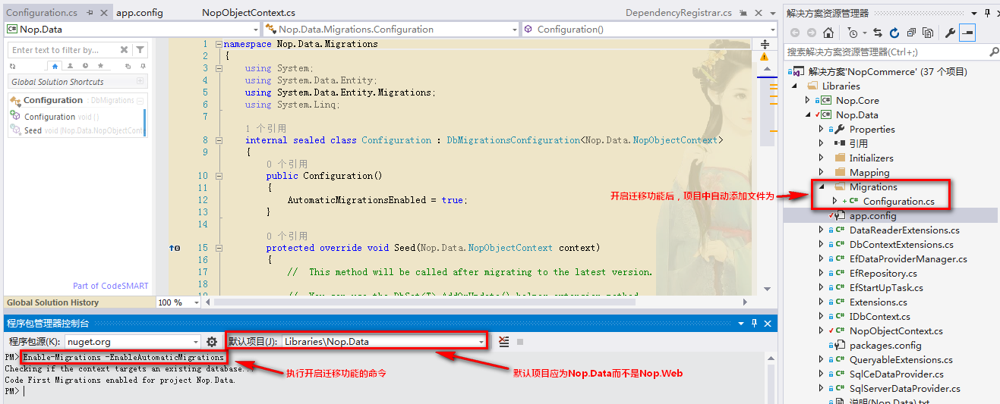 Configuration.cs
app.config
NopObjectContext.cs
DependencyRegistrar.cs
Nop.Data
Nop.Data.Migrations.Configuration
Configuration()
Enter text to filter by...
Global Solution Shortcuts
Configuration : DbMigrations
Configuration void ()
Seed void (Nop.Data.NopObjectConte
Part of CodeSMART
Global Solution History
1 namespace Nop.Data.Migrations
2 {
3 using System;
4 using System.Data.Entity;
5 using System.Data.Entity.Migrations;
6 using System.Linq;
7
1 个引用
8 internal sealed class Configuration : DbMigrationsConfiguration<Nop.Data.NopObjectContext>
9 {
0 个引用
10 public Configuration()
11 {
12 AutomaticMigrationsEnabled = true;
13 }
14
0 个引用
15 protected override void Seed(Nop.Data.NopObjectContext context)
16 {
17 // This method will be called after migrating to the latest version.
18
// You can use the DbSet<T>.AddOrUpdate() helper extension method
100 %
开启迁移功能后，项目中自动添加文件为
程序包管理器控制台
程序包源(K): nuget.org
默认项目(J): Libraries\Nop.Data
PM> Enable-Migrations -EnableAutomaticMigrations
Checking if the context targets an existing database...
Code First Migrations enabled for project Nop.Data.
PM>
执行开启迁移功能的命令
默认项目应为Nop.Data而不是Nop.Web
解决方案资源管理器
搜索解决方案资源管理器(Ctrl+;)
解决方案'NopCommerce' (37 个项目)
Libraries
Nop.Core
Nop.Data
Properties
引用
Initializers
Mapping
Migrations
Configuration.cs
app.config
DataReaderExtensions.cs
DbContextExtensions.cs
EfDataProviderManager.cs
EfRepository.cs
EfStartUpTask.cs
Extensions.cs
IDbContext.cs
NopObjectContext.cs
packages.config
QueryableExtensions.cs
SqlCeDataProvider.cs
SqlServerDataProvider.cs
说明(Nop.Data).txt